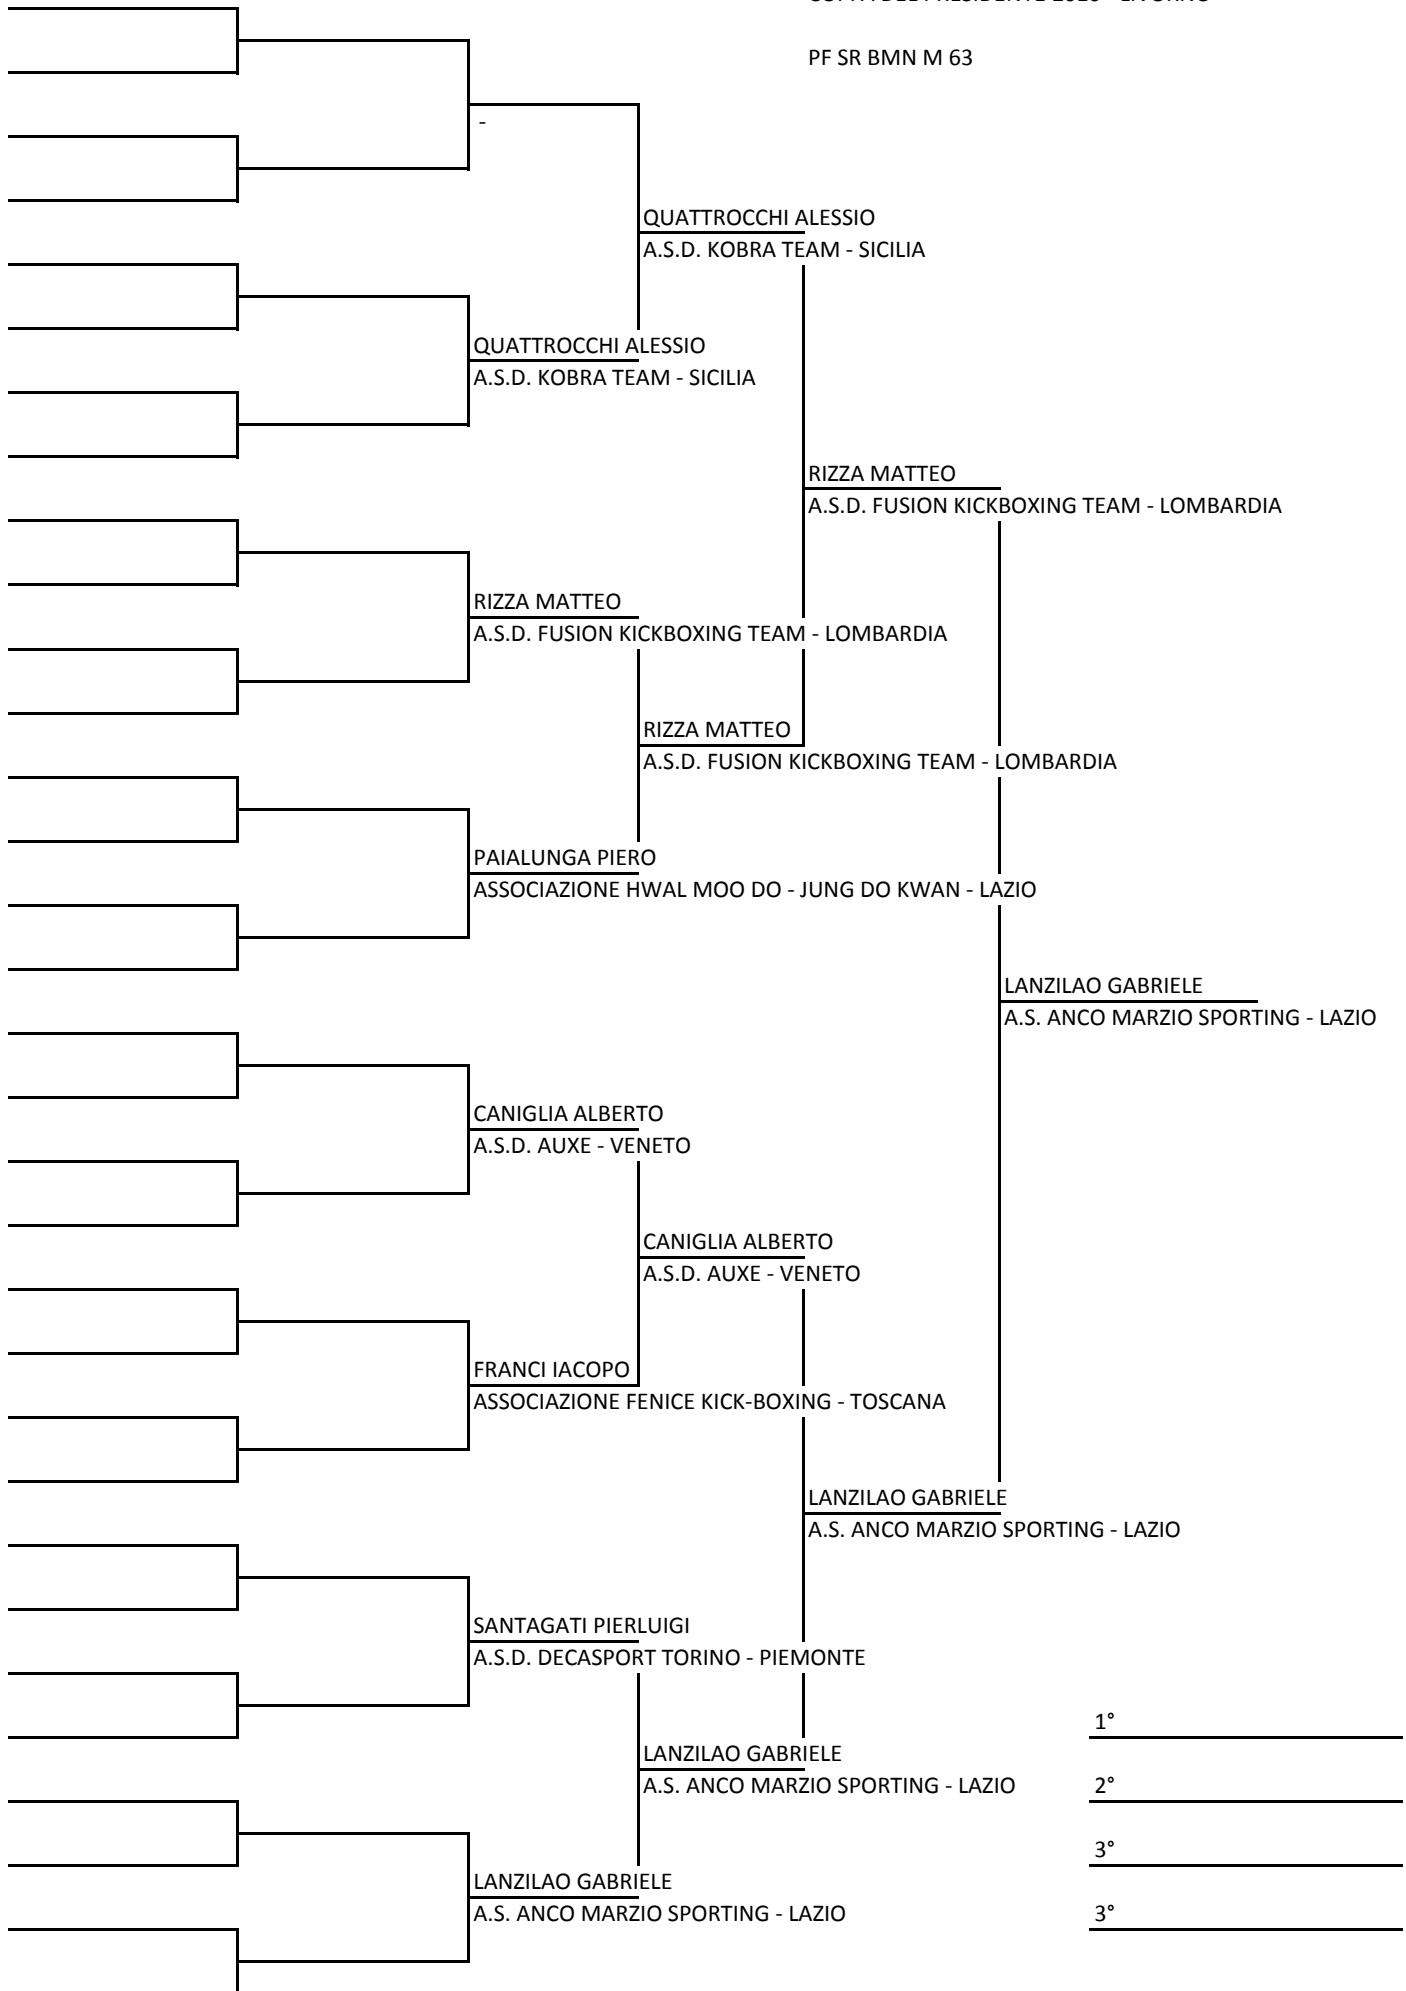 PF SR BMN M 63
-
QUATTROCCHI ALESSIO
A.S.D. KOBRA TEAM - SICILIA
QUATTROCCHI ALESSIO
A.S.D. KOBRA TEAM - SICILIA
RIZZA MATTEO
A.S.D. FUSION KICKBOXING TEAM - LOMBARDIA
RIZZA MATTEO
A.S.D. FUSION KICKBOXING TEAM - LOMBARDIA
RIZZA MATTEO
A.S.D. FUSION KICKBOXING TEAM - LOMBARDIA
PAIALUNGA PIERO
ASSOCIAZIONE HWAL MOO DO - JUNG DO KWAN - LAZIO
LANZILAO GABRIELE
A.S. ANCO MARZIO SPORTING - LAZIO
CANIGLIA ALBERTO
A.S.D. AUXE - VENETO
CANIGLIA ALBERTO
A.S.D. AUXE - VENETO
FRANCI IACOPO
ASSOCIAZIONE FENICE KICK-BOXING - TOSCANA
LANZILAO GABRIELE
A.S. ANCO MARZIO SPORTING - LAZIO
SANTAGATI PIERLUIGI
A.S.D. DECASPORT TORINO - PIEMONTE
1°
LANZILAO GABRIELE
A.S. ANCO MARZIO SPORTING - LAZIO
2°
3°
LANZILAO GABRIELE
A.S. ANCO MARZIO SPORTING - LAZIO
3°